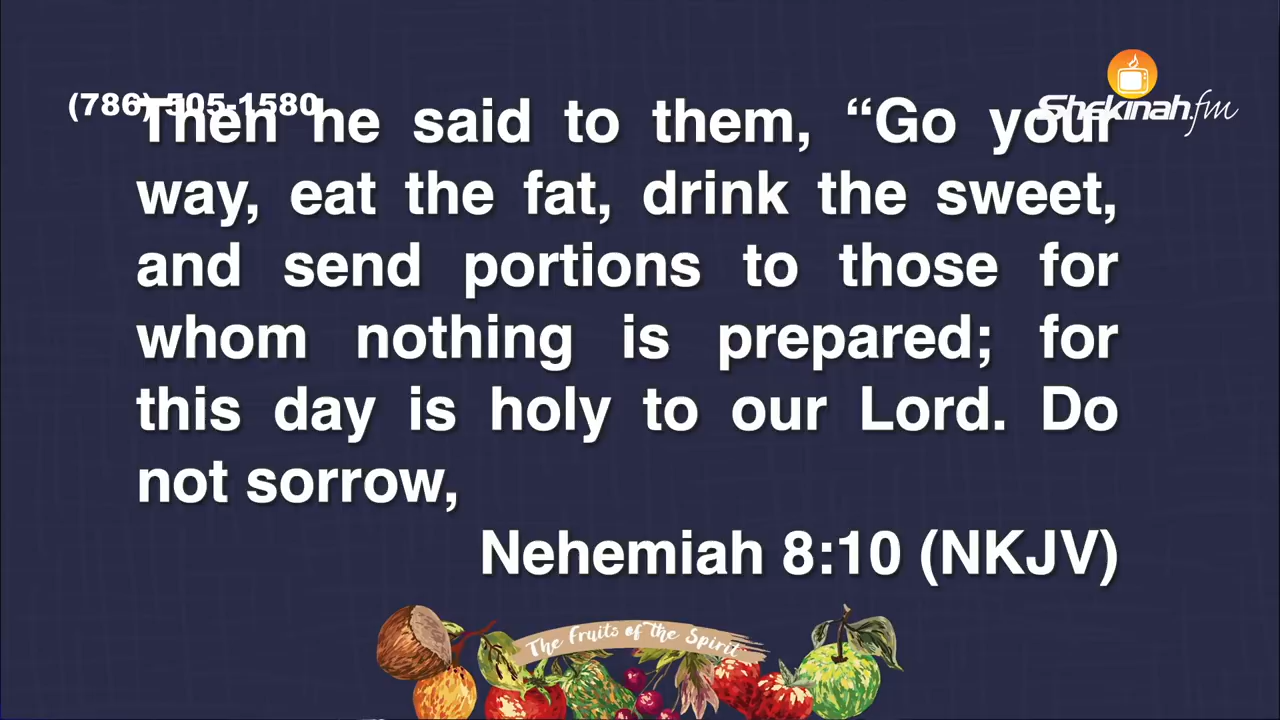 (786) 505-1580
Shekinah.fm
Then he said to them, “Go your
way, eat the fat, drink the sweet,
and send portions to those for
whom nothing is prepared; for
this day is holy to our Lord. Do
not sorrow,
Nehemiah 8:10 (NKJV)
The Fruits of the Spirit